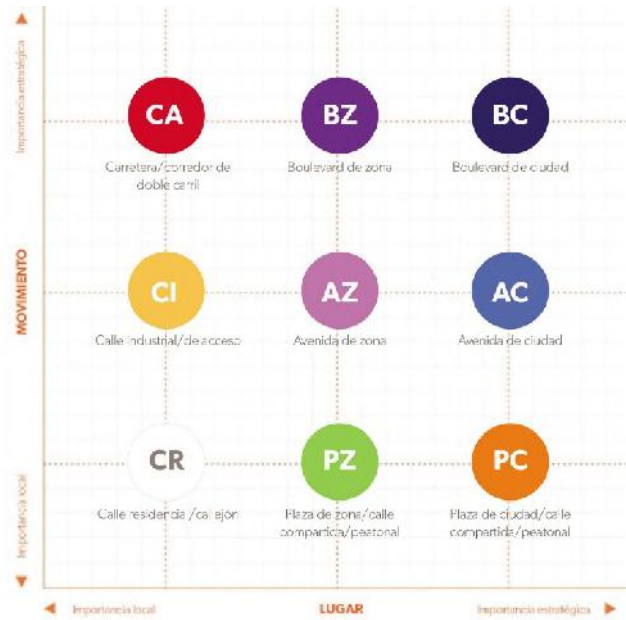 Importancia estratégica
CA
BZ
BC
Carretera/corredor de
doble carril
Boulevard de zona
Boulevard de ciudad
MOVIMIENTO
CI
AZ
AC
Calle industrial/de acceso
Avenida de zona
Avenida de ciudad
CR
PZ
PC
Calle residencia /callejón
Plaza de zona/calle
compartida/peatonal
Plaza de ciudad/calle
compartida/peatonal
Importancia local
Importancia local
LUGAR
Importancia estratégica